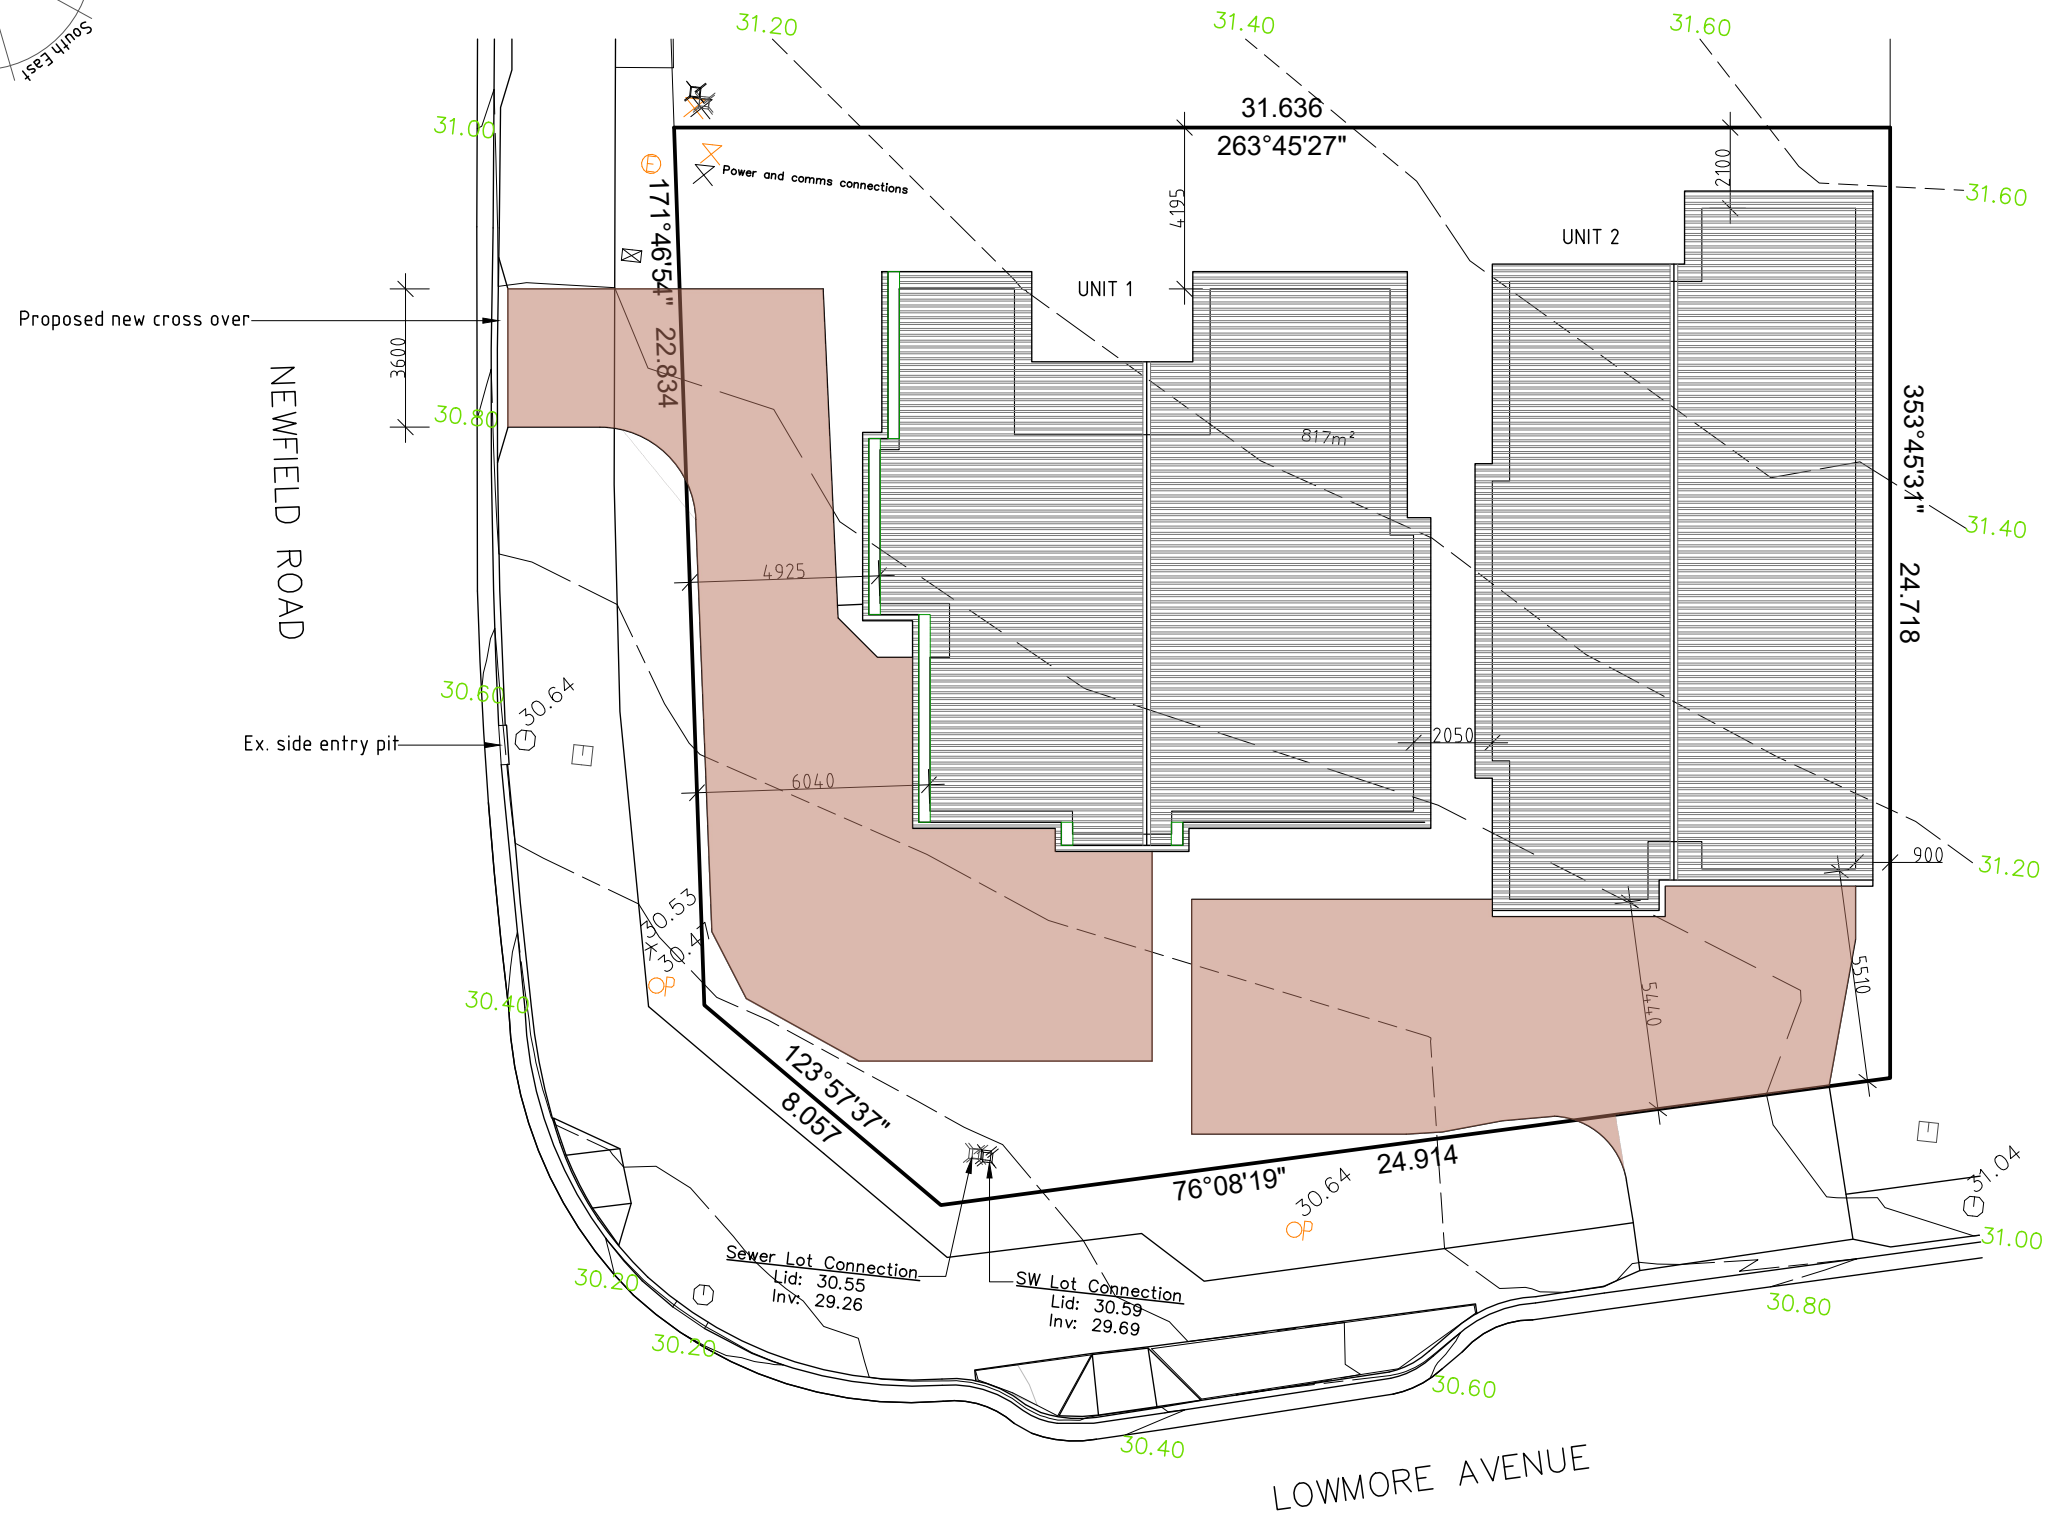 South East
31.20
31.40
31.60
31.00
31.636
263°45'27"
E
Power and comms connections
171°46'54" 22.834
4195
2100
31.60
UNIT 1
UNIT 2
Proposed new cross over
3600
30.80
NEWFIELD ROAD
817m²
353°45'31" 24.718
31.40
4925
30.60
30.64
Ex. side entry pit
2050
6040
900
31.20
30.53
30.47
OP
30.40
5440
5510
123°57'37"
8.057
76°08'19" 24.914
30.64
OP
31.04
31.00
Sewer Lot Connection
Lid: 30.55
Inv: 29.26
SW Lot Connection
Lid: 30.59
Inv: 29.69
30.20
30.20
30.80
30.60
30.40
LOWMORE AVENUE